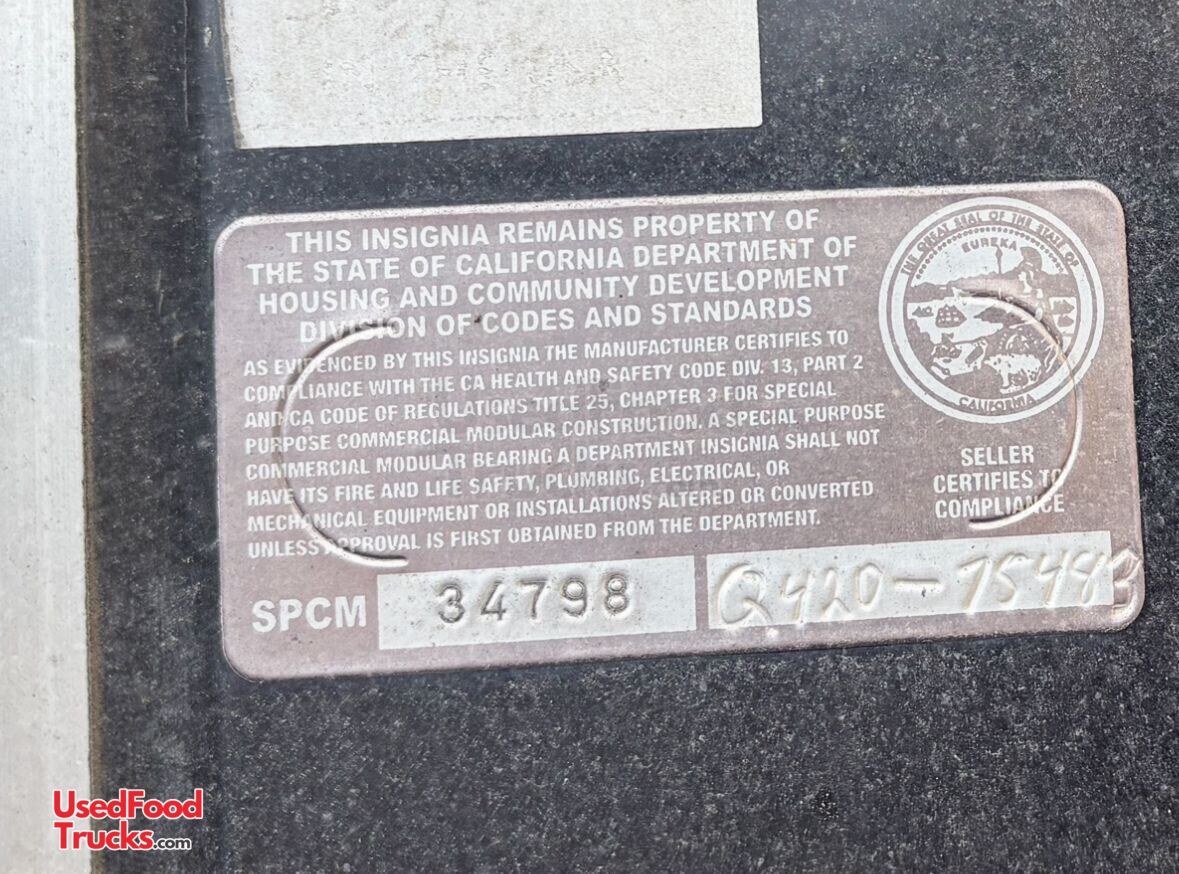 THIS INSIGNIA REMAINS PROPERTY OF
THE STATE OF CALIFORNIA DEPARTMENT OF
HOUSING AND COMMUNITY DEVELOPMENT
DIVISION OF CODES AND STANDARDS
AS EVIDENCED BY THIS INSIGNIA THE MANUFACTURER CERTIFIES TO
COMPLIANCE WITH THE CA HEALTH AND SAFETY CODE DIV. 13, PART 2
AND CA CODE OF REGULATIONS TITLE 25, CHAPTER 3 FOR SPECIAL
PURPOSE COMMERCIAL MODULAR CONSTRUCTION. A SPECIAL PURPOSE
COMMERCIAL MODULAR BEARING A DEPARTMENT INSIGNIA SHALL NOT
HAVE ITS FIRE AND LIFE SAFETY, PLUMBING, ELECTRICAL, OR
MECHANICAL EQUIPMENT OR INSTALLATIONS ALTERED OR CONVERTED
UNLESS APPROVAL IS FIRST OBTAINED FROM THE DEPARTMENT.
THE GREAT SEAL OF THE STATE OF
EUREKA
CALIFORNIA
SELLER
CERTIFIES TO
COMPLIANCE
SPCM 34798 Q420-75443
UsedFood
Trucks.com